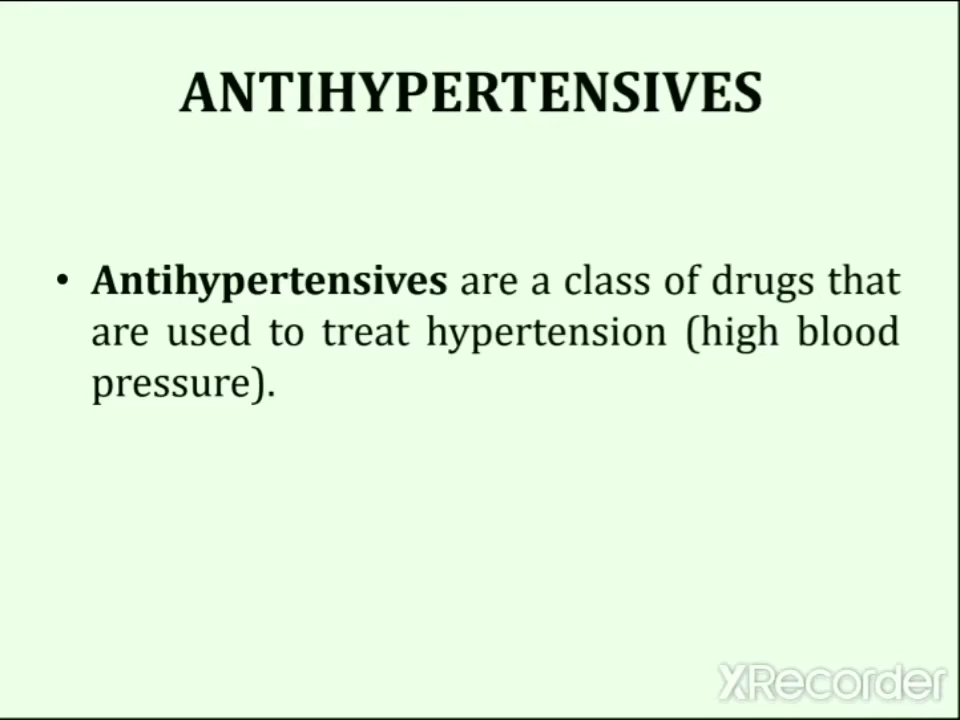 ANTIHYPERTENSIVES
• Antihypertensives are a class of drugs that
are used to treat hypertension (high blood
pressure).
XRecorder